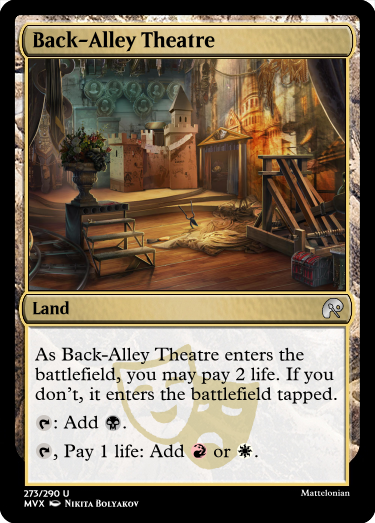 Back-Alley Theatre
Land
As Back-Alley Theatre enters the
battlefield, you may pay 2 life. If you
don't, it enters the battlefield tapped.
: Add .
, Pay 1 life: Add or .
273/290 U
MVX Nikita Bolyakov
Mattelonian